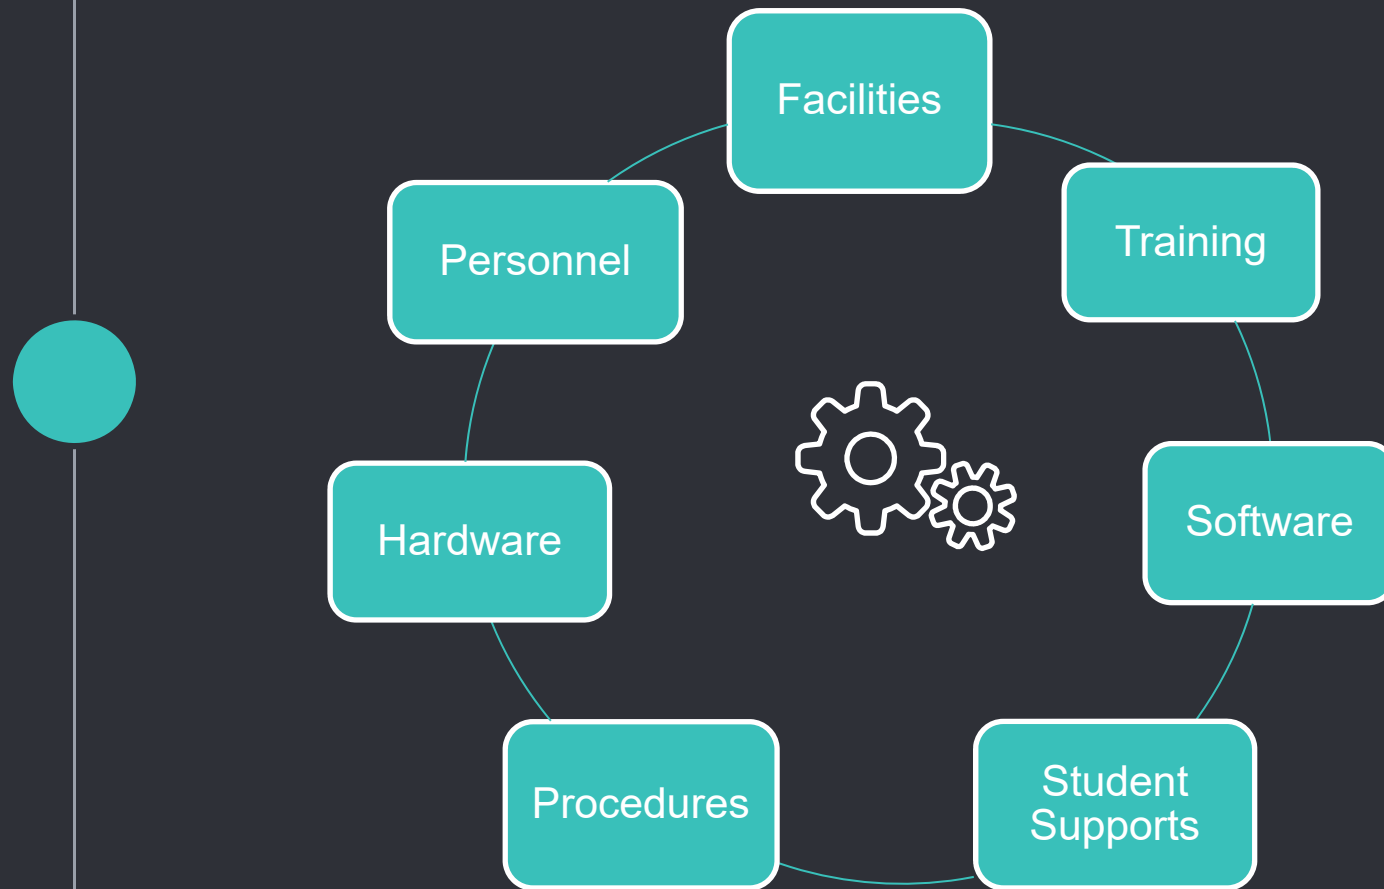 Facilities
Training
Software
Student
Supports
Procedures
Hardware
Personnel